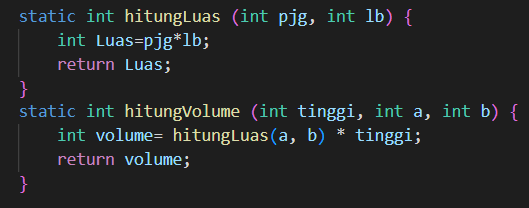 static int hitungLuas (int pjg, int lb) {
    int Luas=pjg*lb;
    return Luas;
}
static int hitungVolume (int tinggi, int a, int b) {
    int volume= hitungLuas(a, b) * tinggi;
    return volume;
}